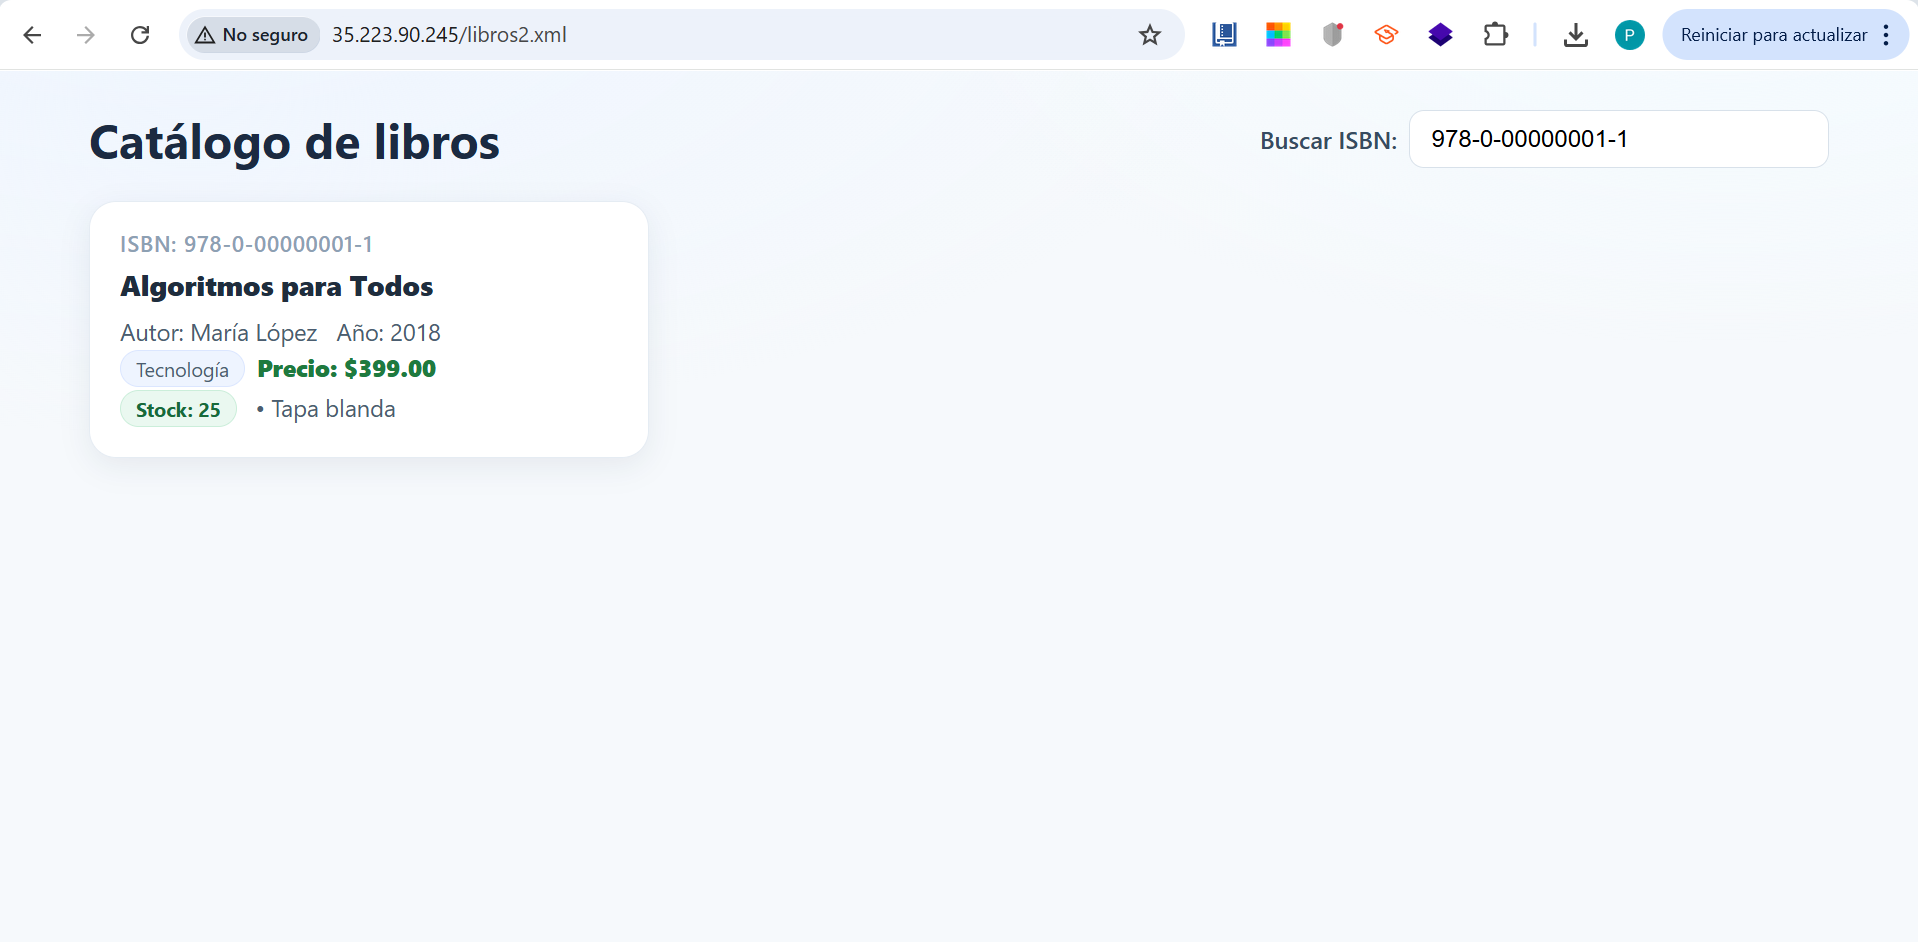 No seguro
35.223.90.245/libros2.xml
P
Reiniciar para actualizar
Catálogo de libros
Buscar ISBN:
978-0-00000001-1
ISBN: 978-0-00000001-1
Algoritmos para Todos
Autor: María López Año: 2018
Tecnología Precio: $399.00
Stock: 25 • Tapa blanda